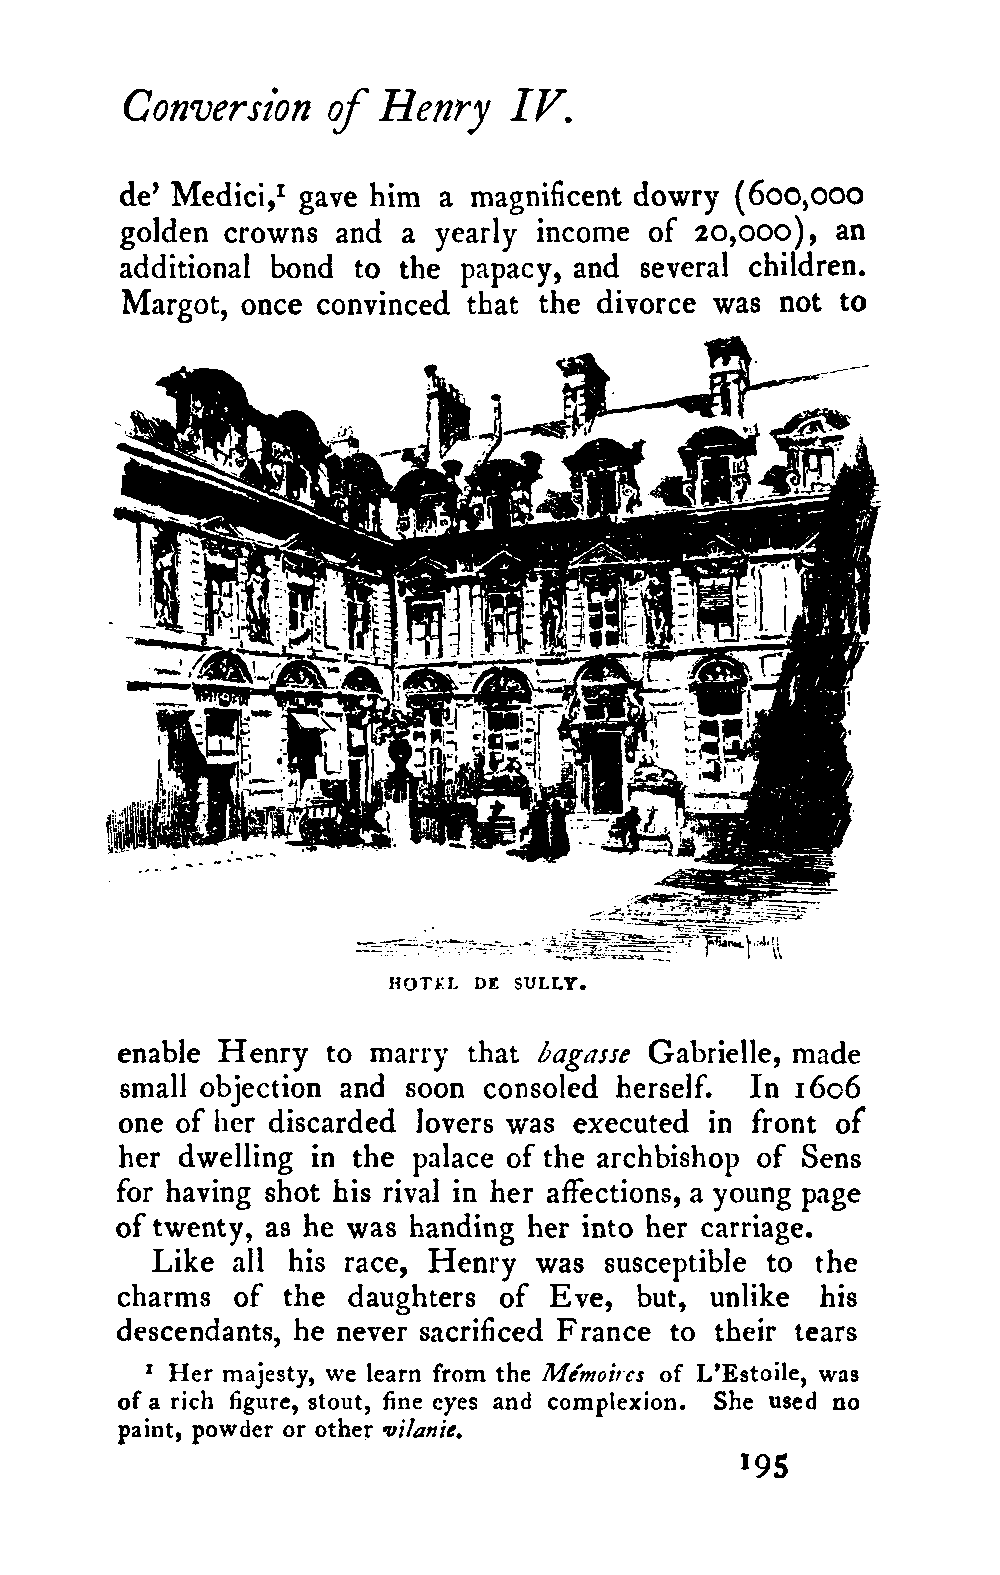 Conversion of Henry IV.
de' Medici,¹ gave him a magnificent dowry (600,000
golden crowns and a yearly income of 20,000), an
additional bond to the papacy, and several children.
Margot, once convinced that the divorce was not to
HOTEL DE SULLY.
enable Henry to marry that bagasse Gabrielle, made
small objection and soon consoled herself. In 1606
one of her discarded lovers was executed in front of
her dwelling in the palace of the archbishop of Sens
for having shot his rival in her affections, a young page
of twenty, as he was handing her into her carriage.
Like all his race, Henry was susceptible to the
charms of the daughters of Eve, but, unlike his
descendants, he never sacrificed France to their tears
¹ Her majesty, we learn from the Mémoires of L'Estoile, was
of a rich figure, stout, fine eyes and complexion. She used no
paint, powder or other vilanie.
195